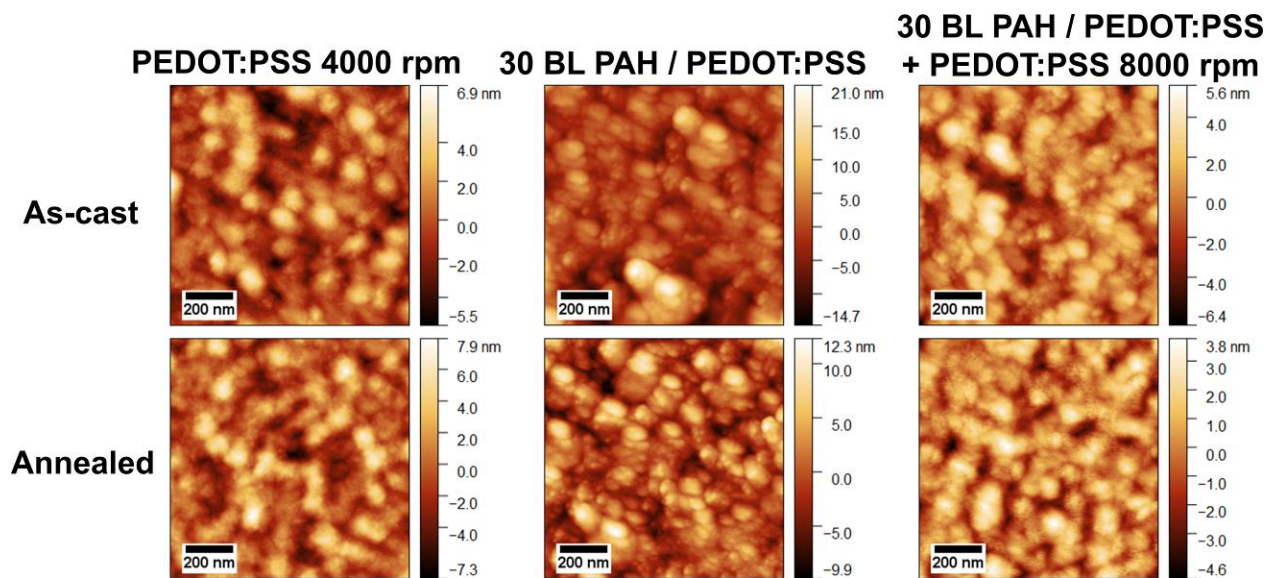 PEDOT:PSS 4000 rpm
30 BL PAH / PEDOT:PSS
30 BL PAH / PEDOT:PSS
+ PEDOT:PSS 8000 rpm
As-cast
6.9 nm
4.0
2.0
0.0
−2.0
−5.5
200 nm
21.0 nm
15.0
10.0
0.0
−5.0
−14.7
200 nm
5.6 nm
4.0
2.0
0.0
−2.0
−4.0
−6.4
200 nm
Annealed
7.9 nm
6.0
4.0
2.0
0.0
−2.0
−4.0
−7.3
200 nm
12.3 nm
10.0
0.0
−5.0
−9.9
200 nm
3.8 nm
3.0
2.0
1.0
0.0
−1.0
−2.0
−3.0
−4.6
200 nm